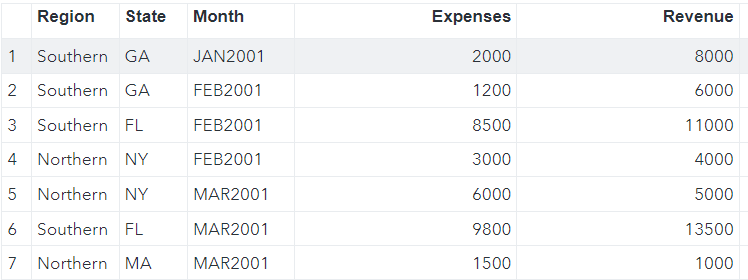 Region State Month Expenses Revenue
1 Southern GA JAN2001 2000 8000
2 Southern GA FEB2001 1200 6000
3 Southern FL FEB2001 8500 11000
4 Northern NY FEB2001 3000 4000
5 Northern NY MAR2001 6000 5000
6 Southern FL MAR2001 9800 13500
7 Northern MA MAR2001 1500 1000